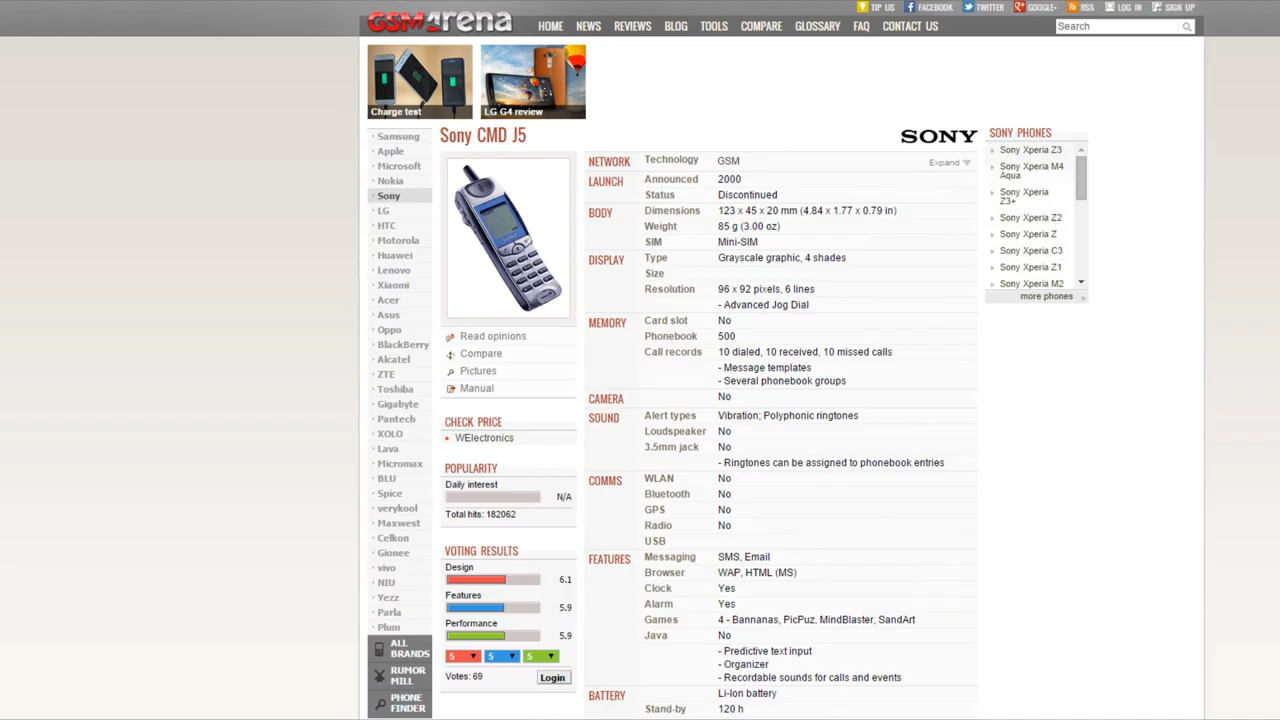 TIP US FACEBOOK TWITTER GOOGLE+ RSS LOG IN SIGN UP
GSMArena HOME NEWS REVIEWS BLOG TOOLS COMPARE GLOSSARY FAQ CONTACT US Search
Charge test
LG G4 review
Samsung
Apple
Microsoft
Nokia
Sony
LG
HTC
Motorola
Huawei
Lenovo
Xiaomi
Acer
Asus
Oppo
BlackBerry
Alcatel
ZTE
Toshiba
Gigabyte
Pantech
XOLO
Lava
Micromax
BLU
Spice
verykool
Maxwest
Celkon
Gionee
vivo
NIU
Yezz
Parla
Plum
ALL
BRANDS
RUMOR
MILL
PHONE
FINDER
Sony CMD J5
SONY
Read opinions
Compare
Pictures
Manual
CHECK PRICE
WElectronics
POPULARITY
Daily interest
N/A
Total hits: 182062
VOTING RESULTS
Design
6.1
Features
5.9
Performance
5.9
5 5 5
Votes: 69 Login
NETWORK Technology GSM Expand
LAUNCH Announced 2000
Status Discontinued
BODY Dimensions 123 x 45 x 20 mm (4.84 x 1.77 x 0.79 in)
Weight 85 g (3.00 oz)
SIM Mini-SIM
DISPLAY Type Grayscale graphic, 4 shades
Size
Resolution 96 x 92 pixels, 6 lines
- Advanced Jog Dial
MEMORY Card slot No
Phonebook 500
Call records 10 dialed, 10 received, 10 missed calls
- Message templates
- Several phonebook groups
CAMERA No
SOUND Alert types Vibration; Polyphonic ringtones
Loudspeaker No
3.5mm jack No
- Ringtones can be assigned to phonebook entries
COMMS WLAN No
Bluetooth No
GPS No
Radio No
USB
FEATURES Messaging SMS, Email
Browser WAP, HTML (MS)
Clock Yes
Alarm Yes
Games 4 - Bannanas, PicPuz, MindBlaster, SandArt
Java No
- Predictive text input
- Organizer
- Recordable sounds for calls and events
BATTERY Li-Ion battery
Stand-by 120 h
SONY PHONES
Sony Xperia Z3
Sony Xperia M4
Aqua
Sony Xperia
Z3+
Sony Xperia Z2
Sony Xperia Z
Sony Xperia C3
Sony Xperia Z1
Sony Xperia M2
more phones